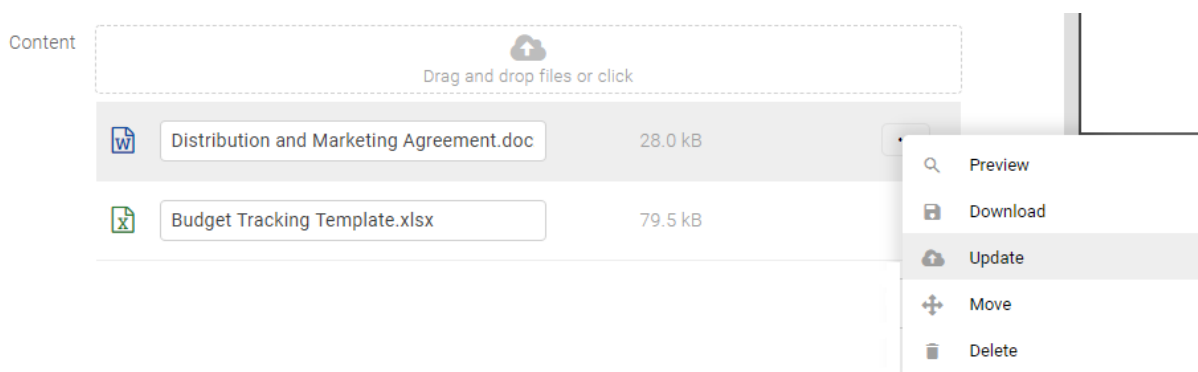 Content
Drag and drop files or click
Distribution and Marketing Agreement.doc 28.0 kB
Budget Tracking Template.xlsx 79.5 kB
Preview
Download
Update
Move
Delete